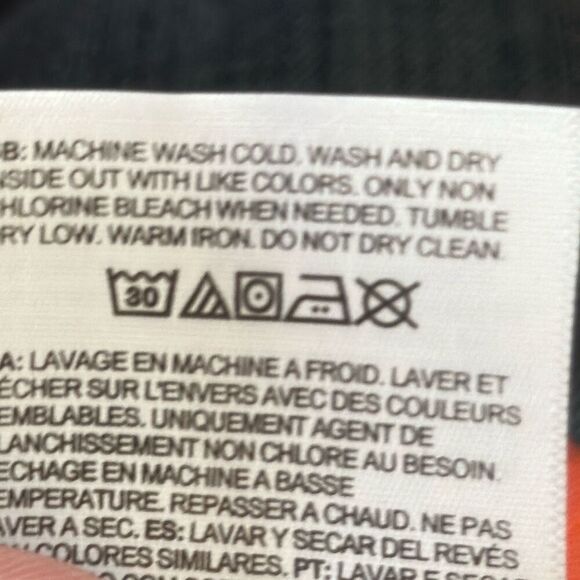 B: MACHINE WASH COLD. WASH AND DRY
NSIDE OUT WITH LIKE COLORS. ONLY NON
HLORINE BLEACH WHEN NEEDED. TUMBLE
RY LOW. WARM IRON. DO NOT DRY CLEAN.
30
A: LAVAGE EN MACHINE A FROID. LAVER ET
ÉCHER SUR L'ENVERS AVEC DES COULEURS
EMBLABLES. UNIQUEMENT AGENT DE
LANCHISSEMENT NON CHLORE AU BESOIN.
ECHAGE EN MACHINE A BASSE
EMPERATURE. REPASSER A CHAUD. NE PAS
AVER A SEC. ES: LAVAR Y SECAR DEL REVÉS
COLORES SIMILARES. PT: LAVAR E